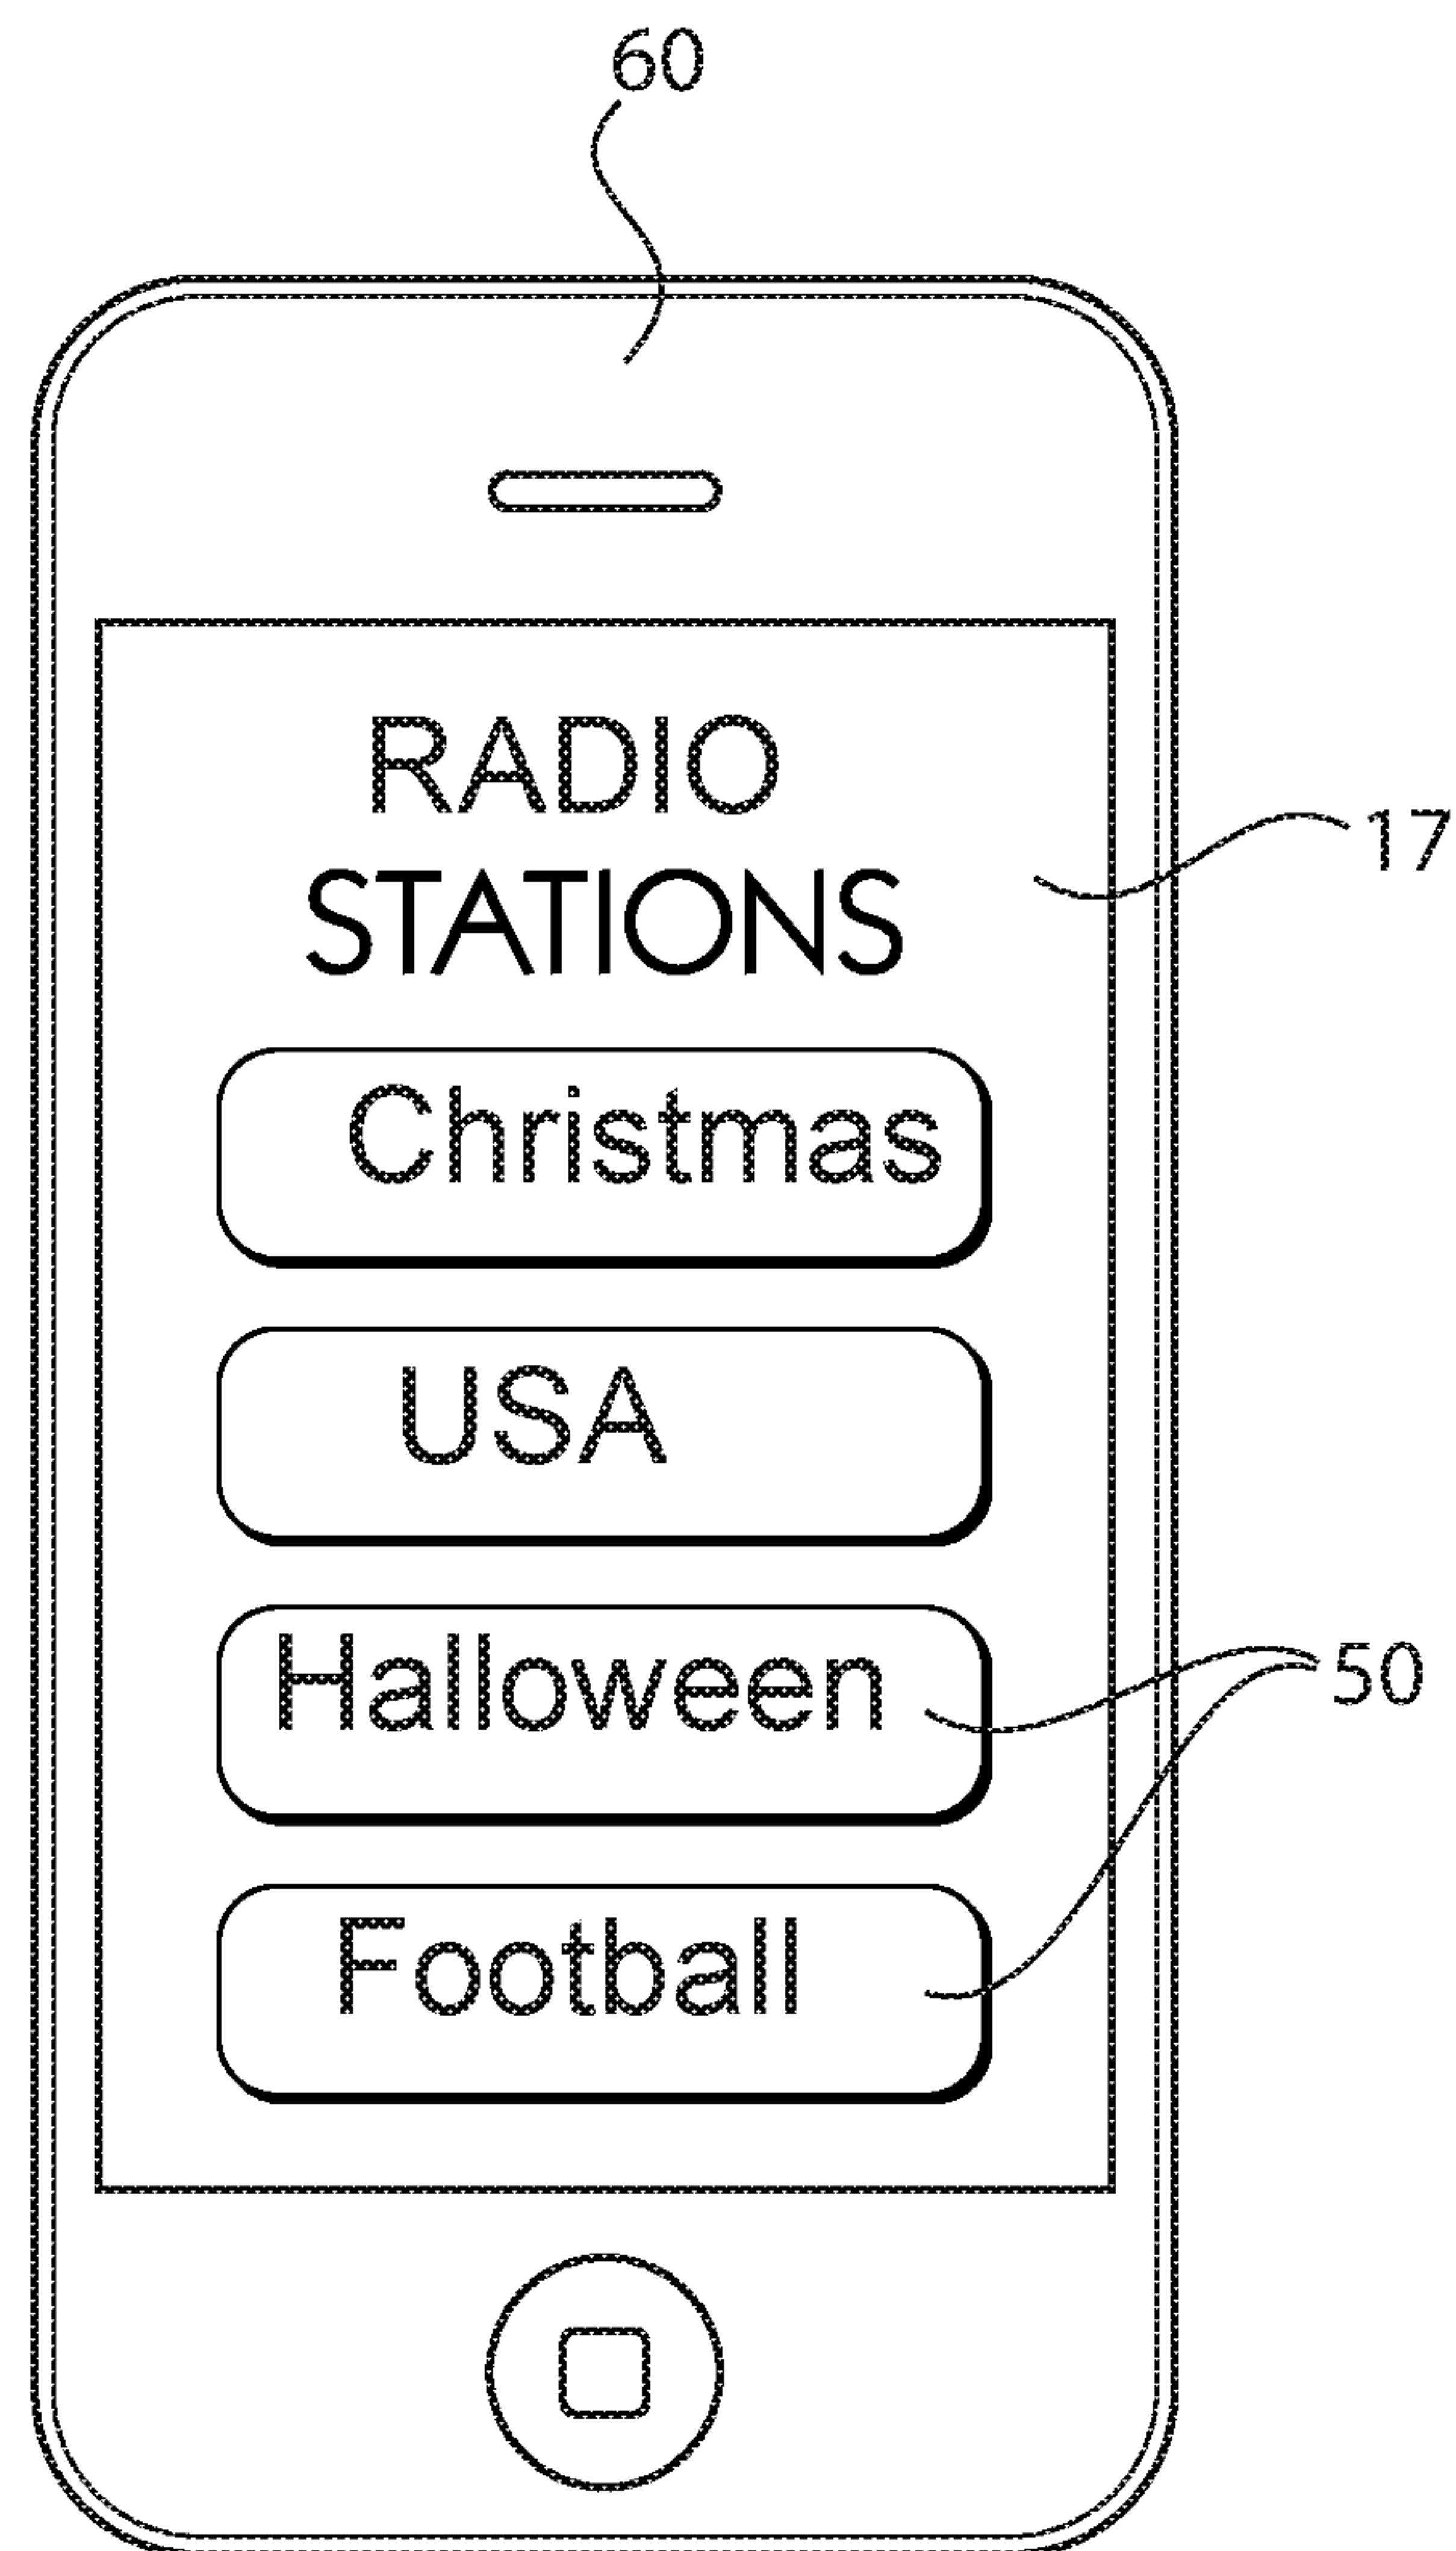 60
RADIO
17
STATIONS
Christmas
USA
Halloween
50
Football